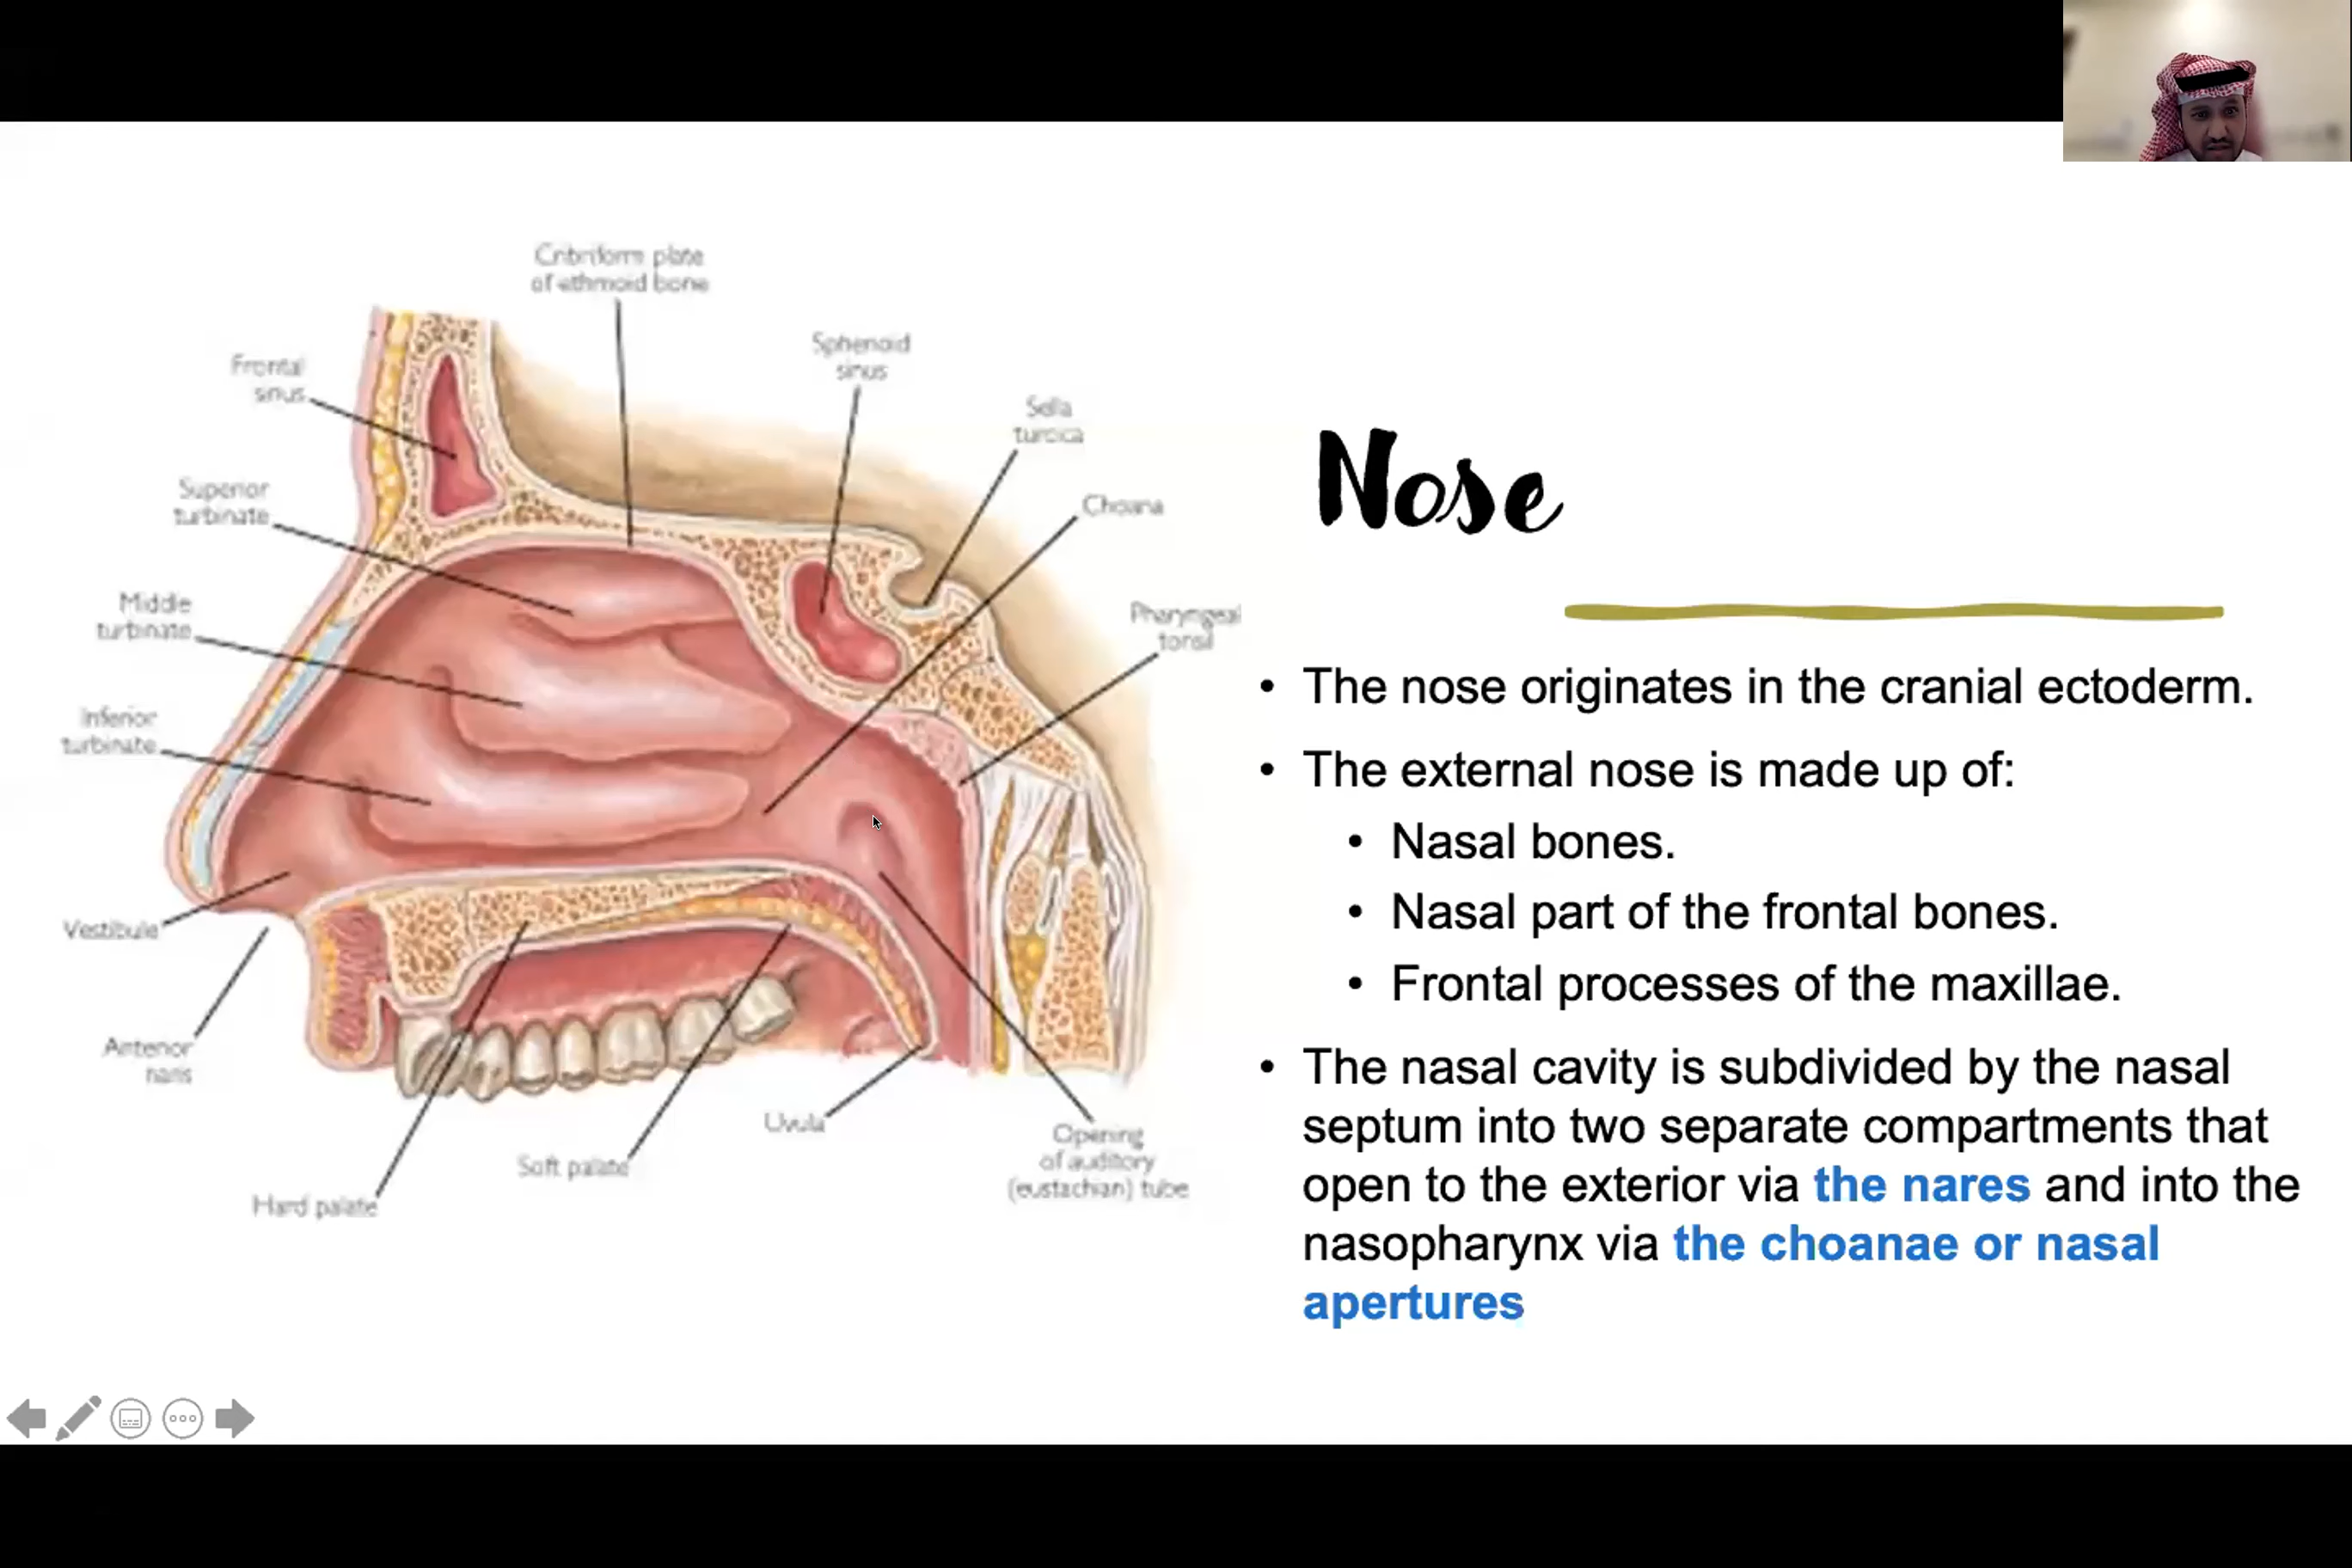 Cribriform plate
of ethmoid bone
Frontal
sinus
Sphenoid
sinus
Sella
turcica
Superior
turbinate
Choana
Middle
turbinate
Pharyngeal
tonsil
Inferior
turbinate
Vestibule
Anterior
naris
Hard palate
Soft palate
Uvula
Opening
of auditory
(eustachian) tube
Nose
• The nose originates in the cranial ectoderm.
• The external nose is made up of:
• Nasal bones.
• Nasal part of the frontal bones.
• Frontal processes of the maxillae.
• The nasal cavity is subdivided by the nasal
septum into two separate compartments that
open to the exterior via the nares and into the
nasopharynx via the choanae or nasal
apertures